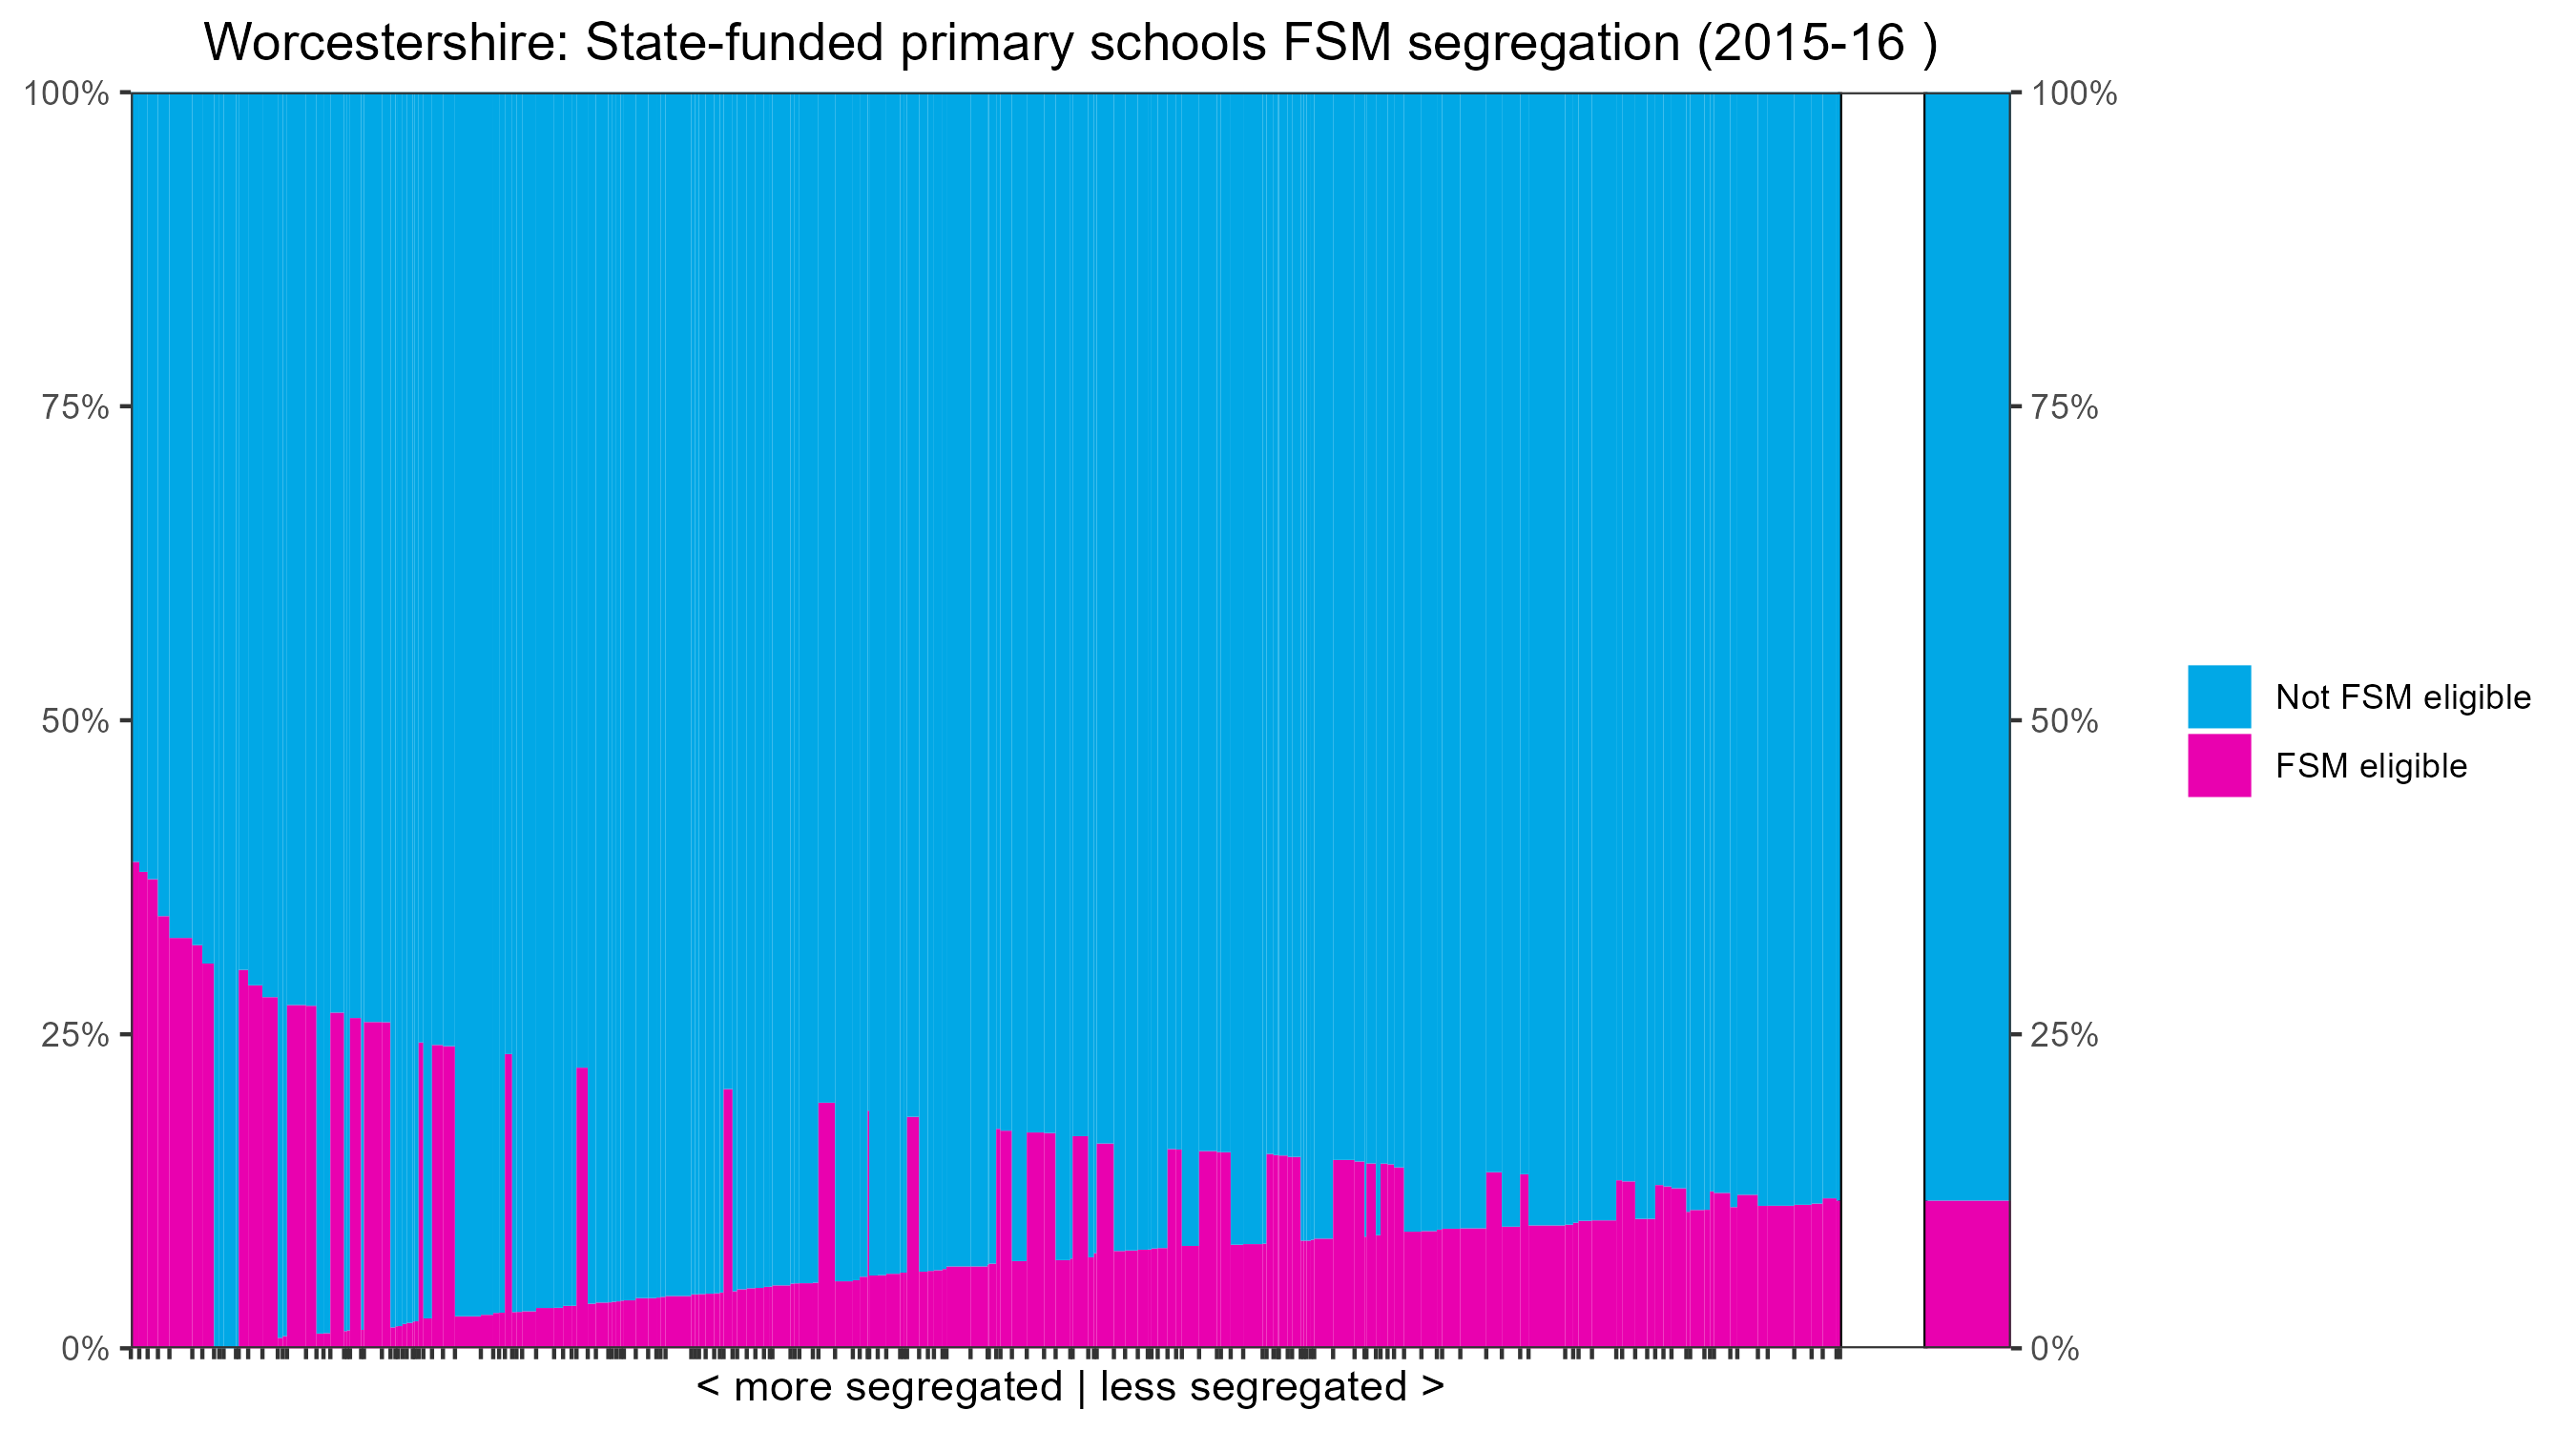 Worcestershire: State-funded primary schools FSM segregation (2015-16 )
100%
75%
50%
25%
0%
100%
75%
50%
25%
0%
< more segregated | less segregated >
Not FSM eligible
FSM eligible